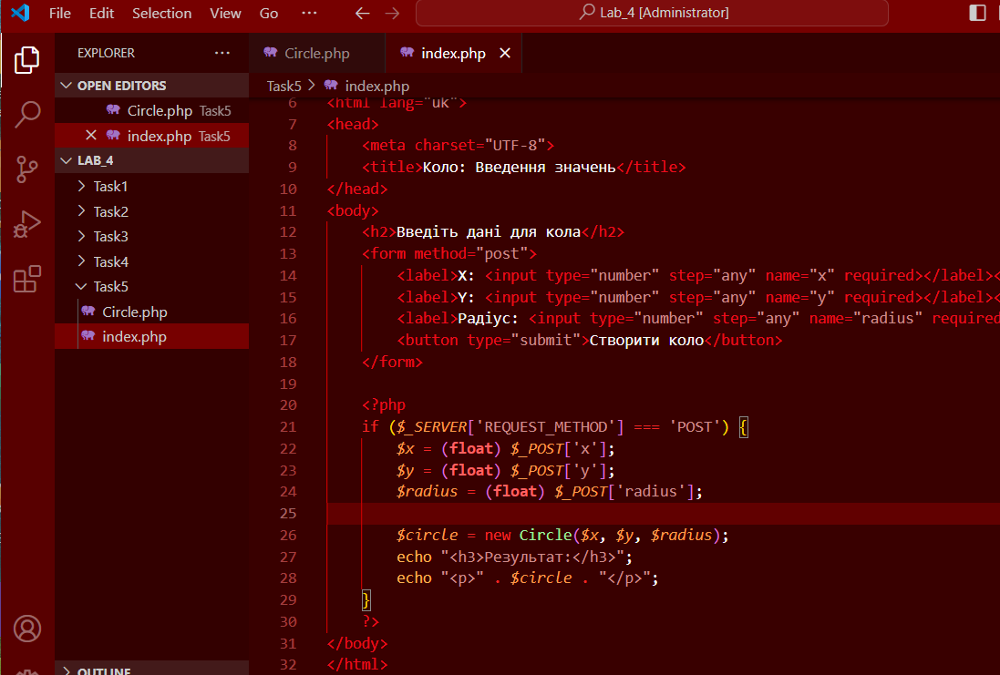 File Edit Selection View Go ··· Lab_4 [Administrator]
EXPLORER ···
OPEN EDITORS
Circle.php Task5
index.php Task5
LAB_4
Task1
Task2
Task3
Task4
Task5
Circle.php
index.php
OUTLINE
Circle.php index.php
Task5 > index.php
6 <html lang="uk">
7 <head>
8 <meta charset="UTF-8">
9 <title>Коло: Введення значень</title>
10 </head>
11 <body>
12 <h2>Введіть дані для кола</h2>
13 <form method="post">
14 <label>X: <input type="number" step="any" name="x" required></label><
15 <label>Y: <input type="number" step="any" name="y" required></label><
16 <label>Радіус: <input type="number" step="any" name="radius" required
17 <button type="submit">Створити коло</button>
18 </form>
19
20 <?php
21 if ($_SERVER['REQUEST_METHOD'] === 'POST') {
22 $x = (float) $_POST['x'];
23 $y = (float) $_POST['y'];
24 $radius = (float) $_POST['radius'];
25
26 $circle = new Circle($x, $y, $radius);
27 echo "<h3>Результат:</h3>";
28 echo "<p>" . $circle . "</p>";
29 }
30 ?>
31 </body>
32 </html>